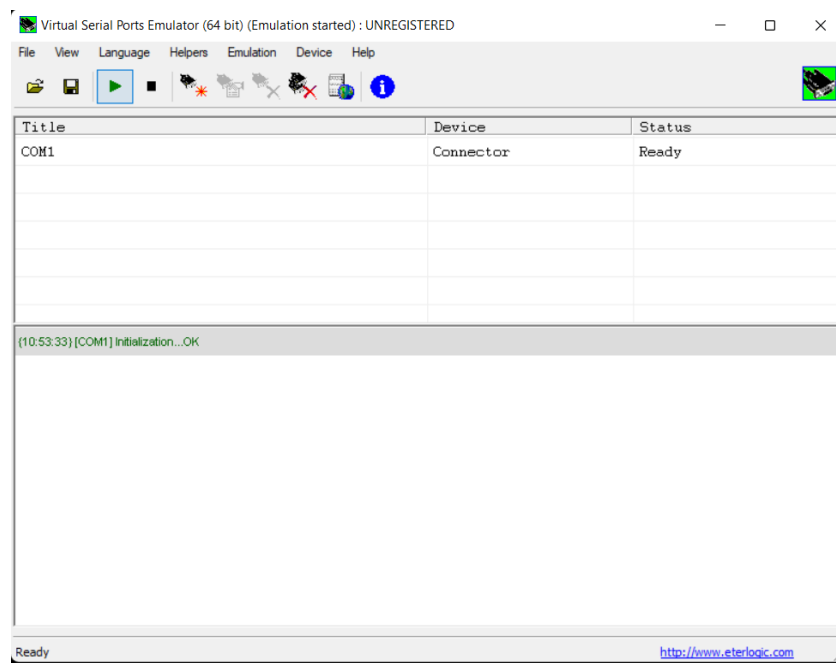 Virtual Serial Ports Emulator (64 bit) (Emulation started) : UNREGISTERED
File View Language Helpers Emulation Device Help
Title Device Status
COM1 Connector Ready
{10:53:33} [COM1] Initialization...OK
Ready http://www.eterlogic.com